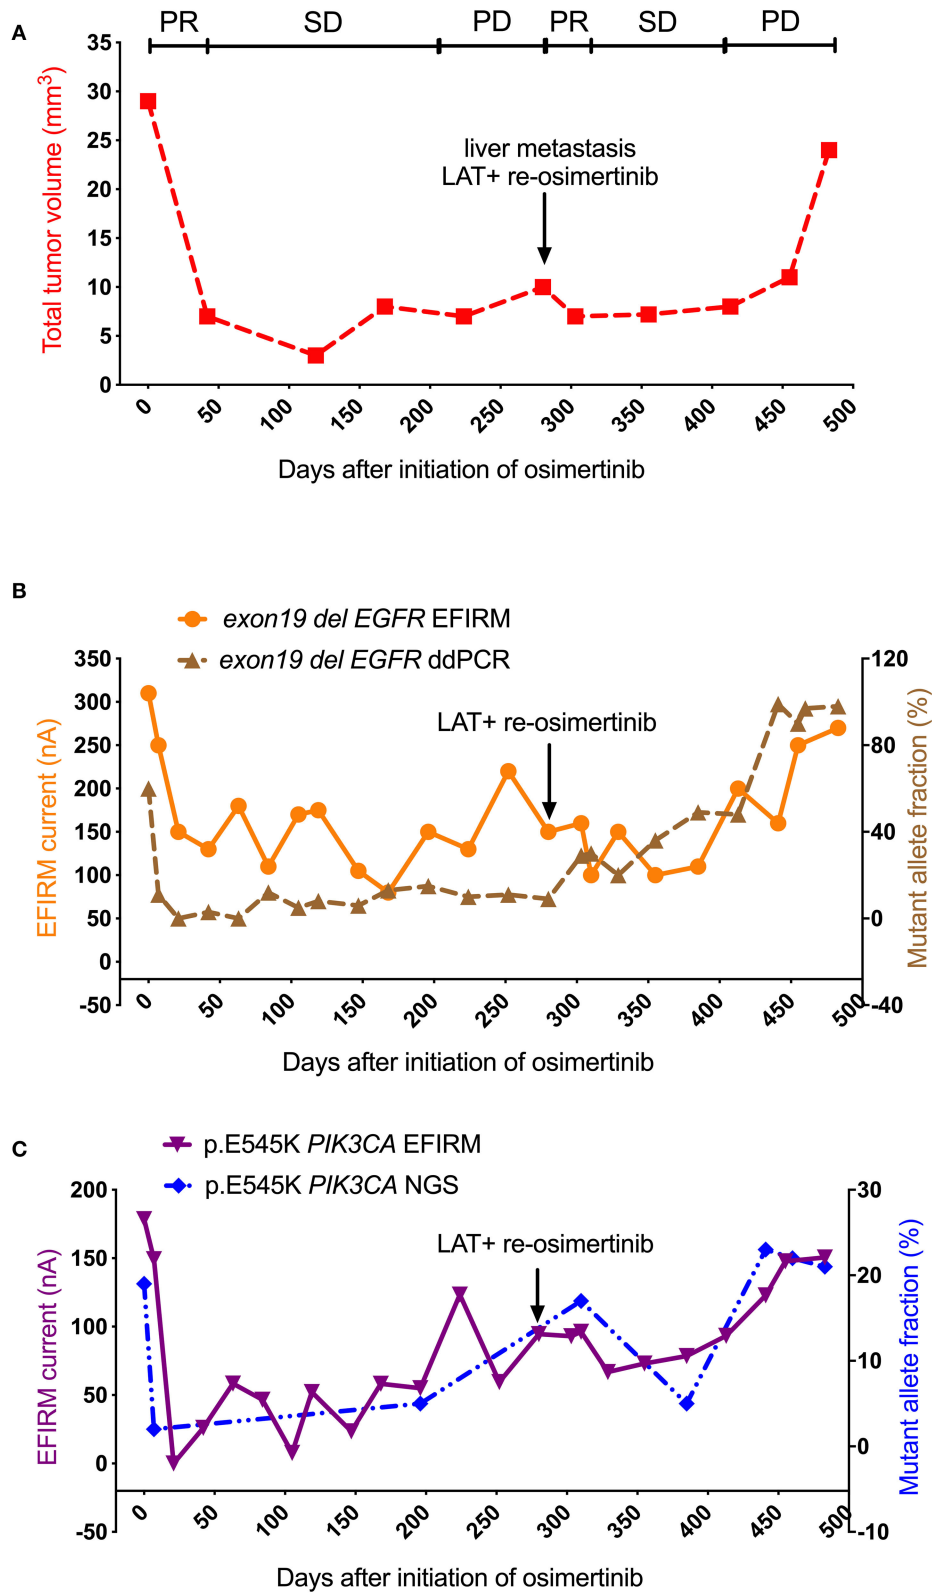 A
PR SD PD PR SD PD
35
30
25
20
15
10
5
0
Total tumor volume (mm³)
liver metastasis
LAT+ re-osimertinib
0 50 100 150 200 250 300 350 400 450 500
Days after initiation of osimertinib
B
exon19 del EGFR EFIRM
exon19 del EGFR ddPCR
350
300
250
200
150
100
50
0
-50
EFIRM current (nA)
LAT+ re-osimertinib
120
80
40
0
-40
Mutant allele fraction (%)
0 50 100 150 200 250 300 350 400 450 500
Days after initiation of osimertinib
C
p.E545K PIK3CA EFIRM
p.E545K PIK3CA NGS
200
150
100
50
0
-50
EFIRM current (nA)
LAT+ re-osimertinib
30
20
10
0
-10
Mutant allete fraction (%)
0 50 100 150 200 250 300 350 400 450 500
Days after initiation of osimertinib